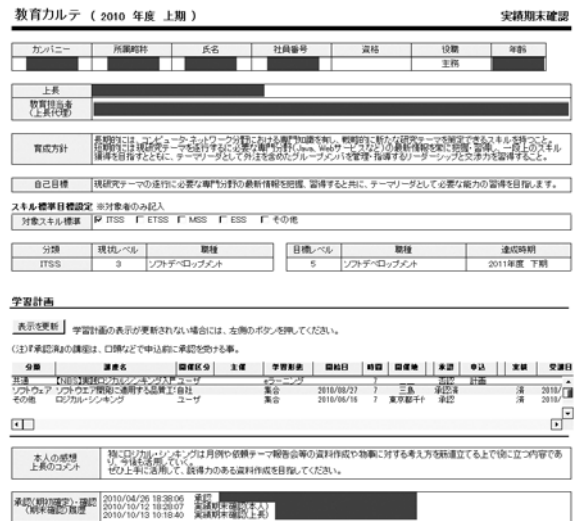 教育カルテ ( 2010 年度 上期 )
実績期末確認
カンパニー 所属略称 氏名 社員番号 資格 役職 年齢
主務
上長
教育担当者
(上長代理)
育成方針
長期的には、コンピュータ・ネットワーク分野における専門知識を有し、戦略的に新たな研究テーマを策定できるスキルを持つこと。
短期的には現研究テーマを遂行するに必要な専門分野(Java、Webサービスなど)の最新情報を常に把握・習得し、一段上のスキル
獲得を目指すとともに、テーマリーダとして外注を含めたグループメンバを管理・指導するリーダーシップと交渉力を習得すること。
自己目標 現研究テーマの遂行に必要な専門分野の最新情報を把握、習得すると共に、テーマリーダとして必要な能力の習得を目指します。
スキル標準目標設定 ※対象者のみ記入
対象スキル標準 ITSS ETSS MSS ESS その他
分類 現状レベル 職種 目標レベル 職種 達成時期
ITSS 3 ソフトデベロップメント 5 ソフトデベロップメント 2011年度 下期
学習計画
表示を更新 学習計画の表示が更新されない場合には、左側のボタンを押してください。
(注)『承認済』の講座は、口頭などで申込前に承認を受ける事。
分類 講座名 開催区分 主催 学習形態 開始日 時間 開催地 承認 申込 実績 受講日
共通 【NBS】実践ロジカルシンキング入門 ユーザ eラーニング 7 否認 計画
ソフトウェア ソフトウエア開発に適用する品質工 自社 集合 2010/08/27 7 三島 承認済 済 2010/
その他 ロジカル・シンキング ユーザ 集合 2010/06/16 7 東京都千 承認 済 2010/
本人の感想
上長のコメント
特にロジカル・シンキングは月例や依頼テーマ報告会等の資料作成や物事に対する考え方を筋道立てる上で役に立つ内容であ
り、今後も活用していく。
ぜひ上手に活用して、説得力のある資料作成を目指してください。
承認(期初確定)・確認
(期末確認)履歴
2010/04/26 18:38:06 承認
2010/10/12 18:28:07 実績期末確認(本人)
2010/10/13 10:18:40 実績期末確認(上長)